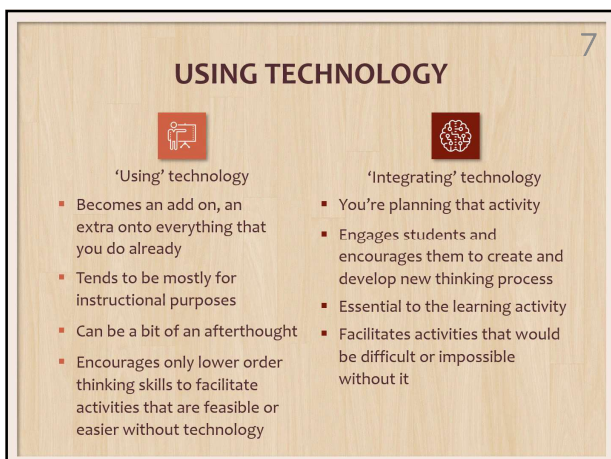 7
USING TECHNOLOGY
'Using' technology
Becomes an add on, an
extra onto everything that
you do already
Tends to be mostly for
instructional purposes
Can be a bit of an afterthought
Encourages only lower order
thinking skills to facilitate
activities that are feasible or
easier without technology
'Integrating' technology
You're planning that activity
Engages students and
encourages them to create and
develop new thinking process
Essential to the learning activity
Facilitates activities that would
be difficult or impossible
without it